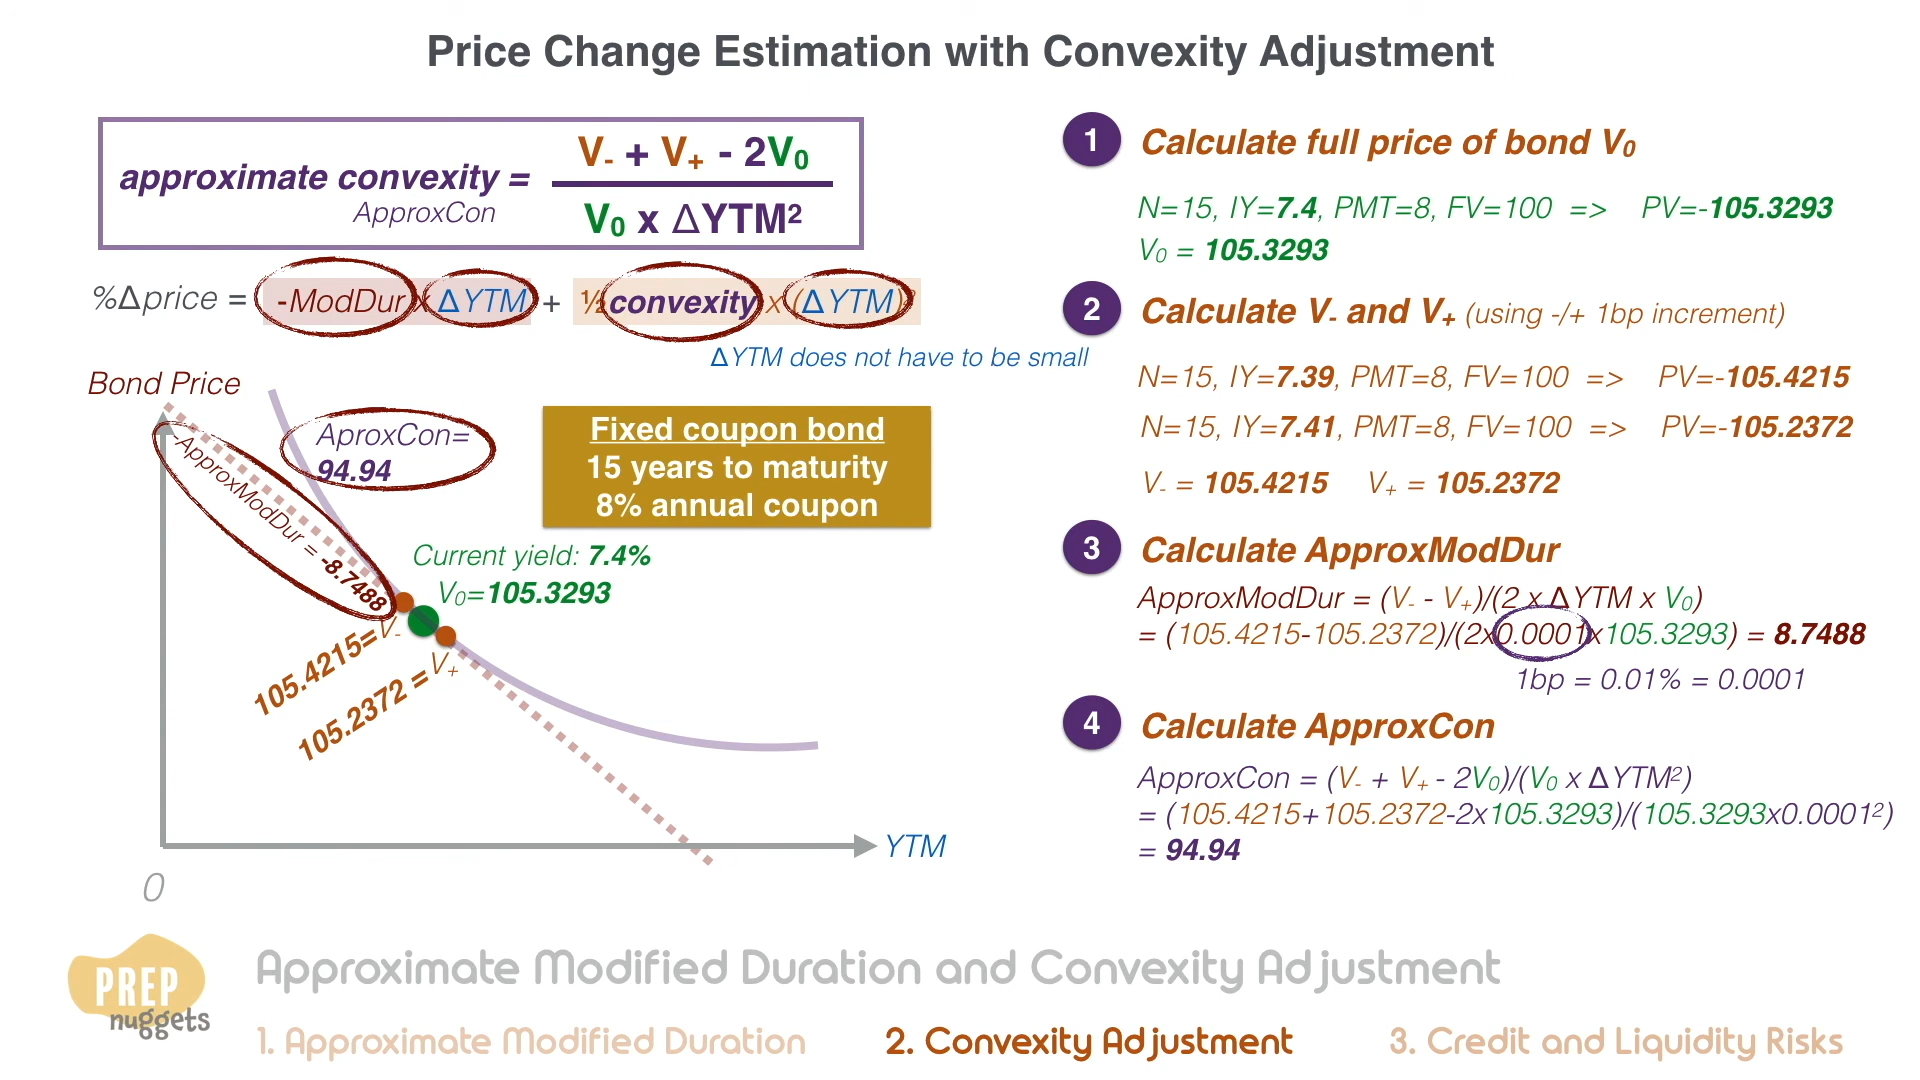 Price Change Estimation with Convexity Adjustment
approximate convexity = V₋ + V₊ - 2V₀
V₀ x ΔYTM²
ApproxCon
%Δprice = -ModDur x ΔYTM + ½convexity x (ΔYTM)²
ΔYTM does not have to be small
Bond Price
AproxCon=
94.94
-ApproxModDur = -8.7488
Fixed coupon bond
15 years to maturity
8% annual coupon
Current yield: 7.4%
V₀=105.3293
105.4215=V₋
105.2372 =V₊
YTM
0
1 Calculate full price of bond V₀
N=15, IY=7.4, PMT=8, FV=100 => PV=-105.3293
V₀ = 105.3293
2 Calculate V₋ and V₊ (using -/+ 1bp increment)
N=15, IY=7.39, PMT=8, FV=100 => PV=-105.4215
N=15, IY=7.41, PMT=8, FV=100 => PV=-105.2372
V₋ = 105.4215 V₊ = 105.2372
3 Calculate ApproxModDur
ApproxModDur = (V₋ - V₊)/(2 x ΔYTM x V₀)
= (105.4215-105.2372)/(2x0.0001x105.3293) = 8.7488
1bp = 0.01% = 0.0001
4 Calculate ApproxCon
ApproxCon = (V₋ + V₊ - 2V₀)/(V₀ x ΔYTM²)
= (105.4215+105.2372-2x105.3293)/(105.3293x0.0001²)
= 94.94
PREP
nuggets
Approximate Modified Duration and Convexity Adjustment
1. Approximate Modified Duration 2. Convexity Adjustment 3. Credit and Liquidity Risks